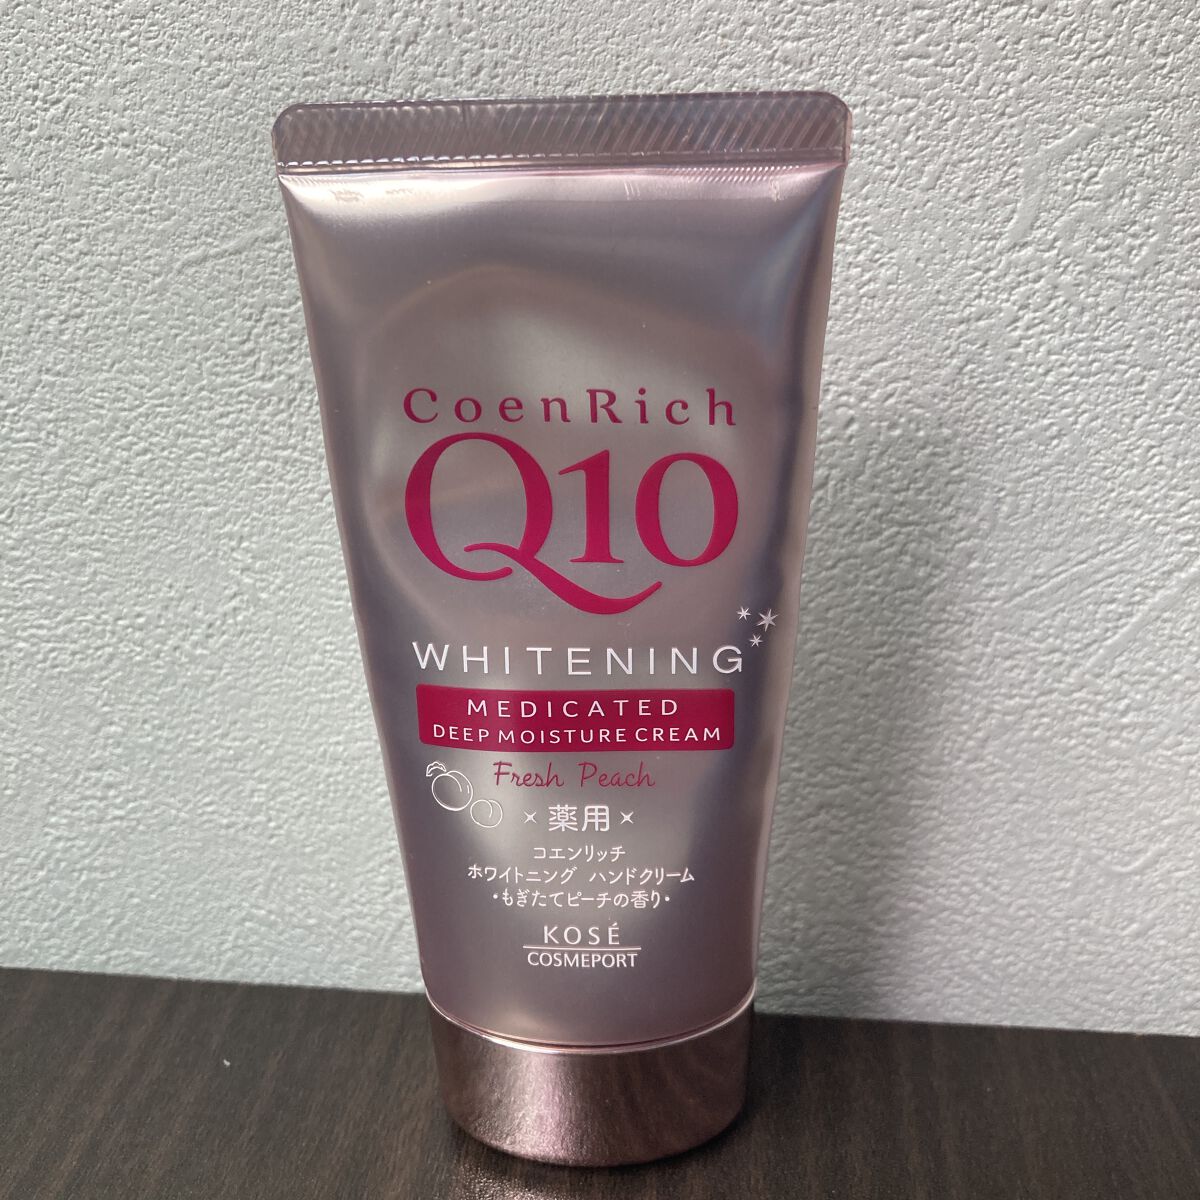 CoenRich
Q10
WHITENING
MEDICATED
DEEP MOISTURE CREAM
Fresh Peach
薬用
コエンリッチ
ホワイトニング ハンドクリーム
・もぎたてピーチの香り・
KOSÉ
COSMEPORT